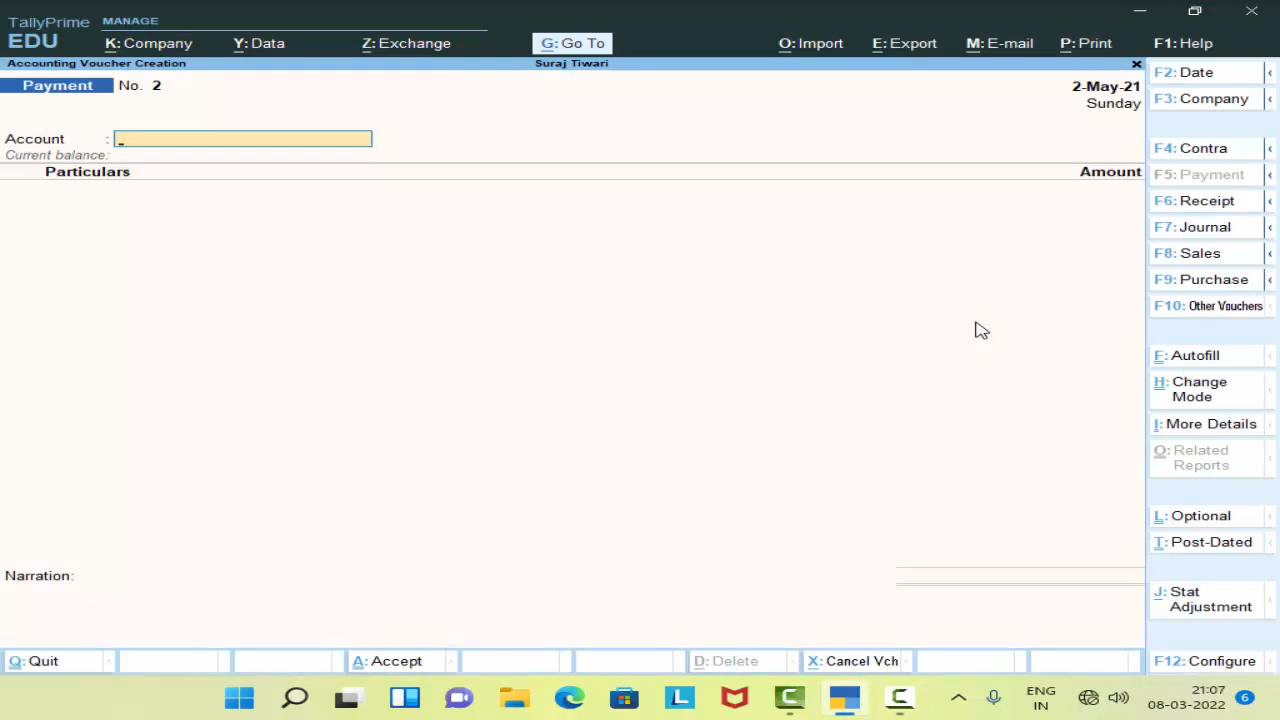 TallyPrime MANAGE
EDU K: Company Y: Data Z: Exchange G: Go To O: Import E: Export M: E-mail P: Print F1: Help
Accounting Voucher Creation Suraj Tiwari
Payment No. 2 2-May-21
Sunday
Account :
Current balance:
Particulars Amount
Narration:
F2: Date
F3: Company
F4: Contra
F5: Payment
F6: Receipt
F7: Journal
F8: Sales
F9: Purchase
F10: Other Vouchers
F: Autofill
H: Change
Mode
I: More Details
O: Related
Reports
L: Optional
T: Post-Dated
J: Stat
Adjustment
Q: Quit A: Accept D: Delete X: Cancel Vch F12: Configure
ENG 21:07
IN 08-03-2022 6